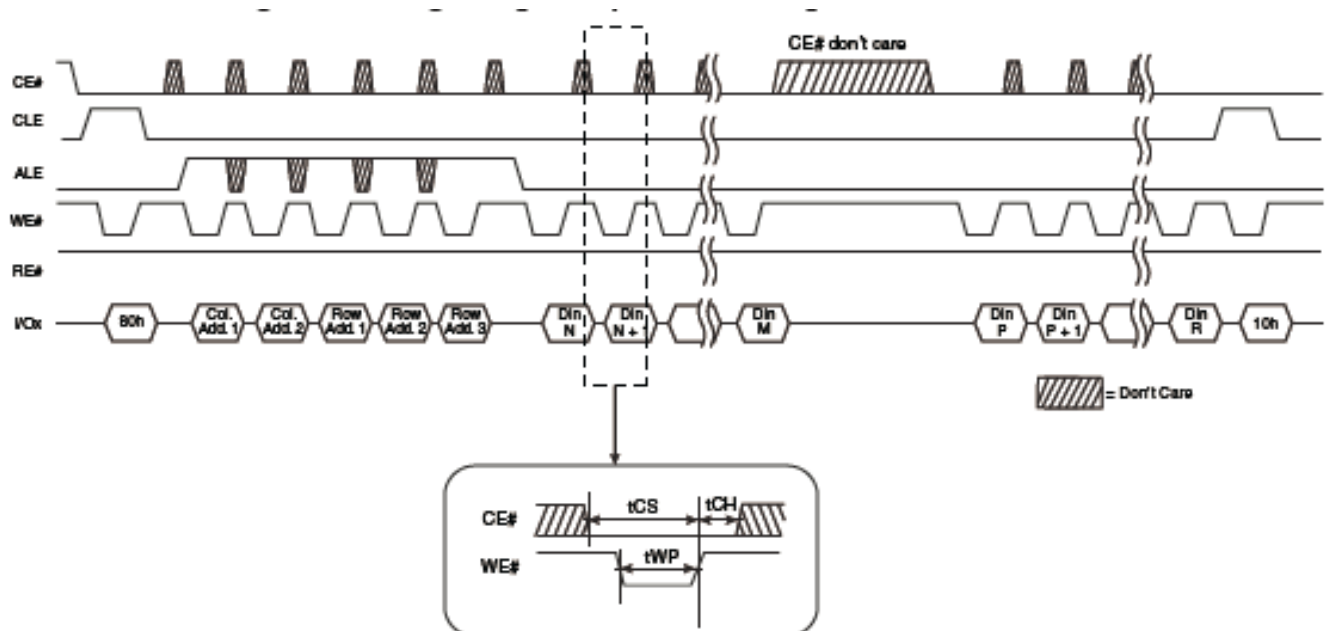 CE# don't care
CE#
CLE
ALE
WE#
RE#
I/Ox
80h
Col. Add. 1
Col. Add. 2
Row Add. 1
Row Add. 2
Row Add. 3
Din N
Din N + 1
Din M
Din P
Din P + 1
Din R
10h
= Don't Care
CE#
tCS
tCH
WE#
tWP